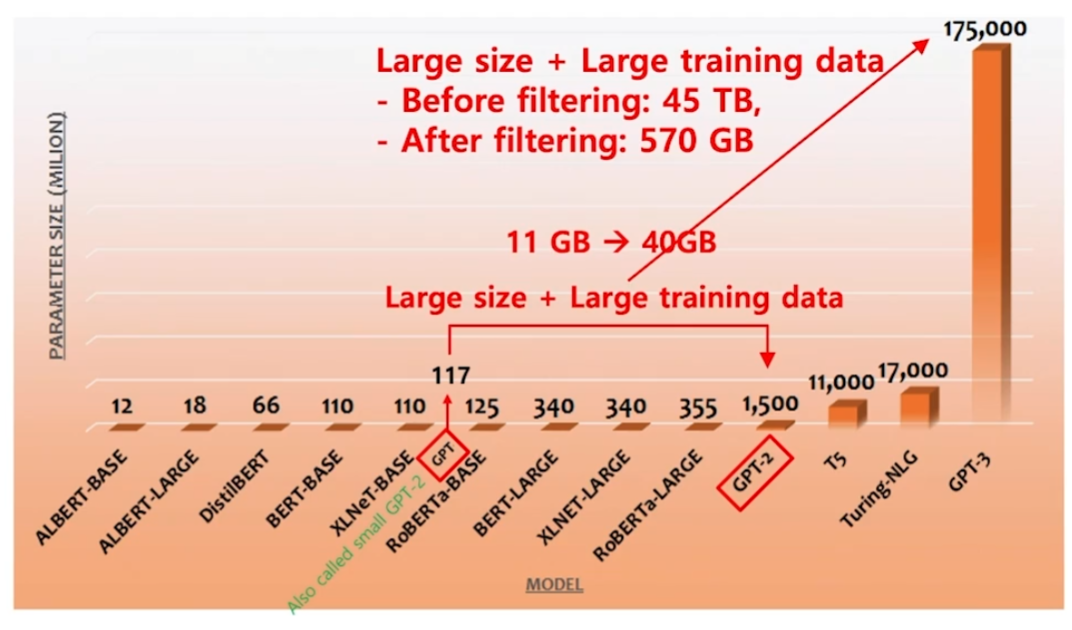 175,000
Large size + Large training data
- Before filtering: 45 TB,
- After filtering: 570 GB
11 GB → 40GB
Large size + Large training data
PARAMETER SIZE (MILION)
117
12 18 66 110 110 125 340 340 355 1,500 11,000 17,000
ALBERT-BASE
ALBERT-LARGE
DistilBERT
BERT-BASE
XLNeT-BASE
Also called small GPT-2
GPT
RoBERTa-BASE
BERT-LARGE
XLNET-LARGE
RoBERTa-LARGE
GPT-2
T5
Turing-NLG
GPT-3
MODEL